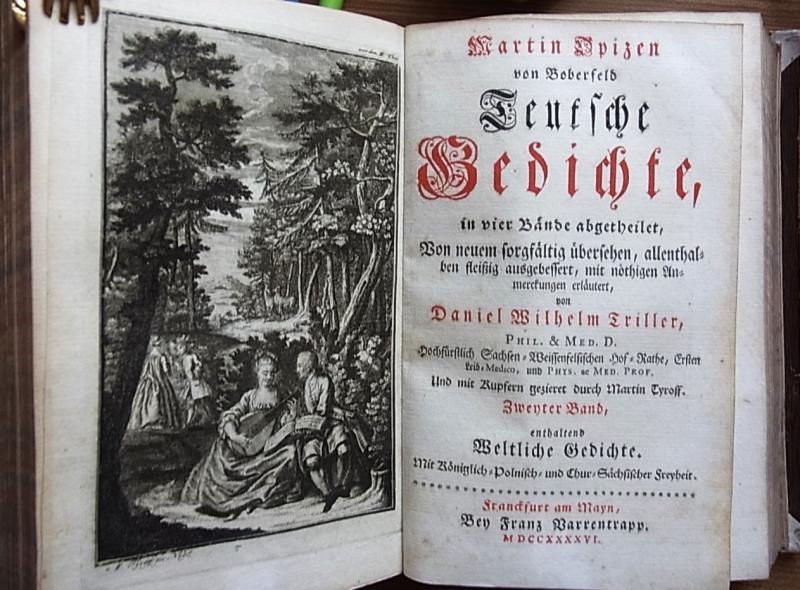 Martin Opizen
von Boberfeld
Teutsche
Gedichte,
in vier Bände abgetheilet,
Von neuem sorgfältig übersehen, allenthal-
ben fleißig ausgebessert, mit nöthigen An-
merckungen erläutert,
von
Daniel Wilhelm Triller,
PHIL. & MED. D.
Hochfürstlich Sachsen-Weissenfelsischen Hof-Rathe, Ersten
Leib-Medico, und PHYS. ac MED. PROF.
Und mit Kupfern gezieret durch Martin Tyroff.
Zweyter Band,
enthaltend
Weltliche Gedichte.
Mit Königlich-Polnisch- und Chur-Sächsischer Freyheit.
Franckfurt am Mayn,
Bey Franz Varrentrapp.
MDCCXXXXVI.